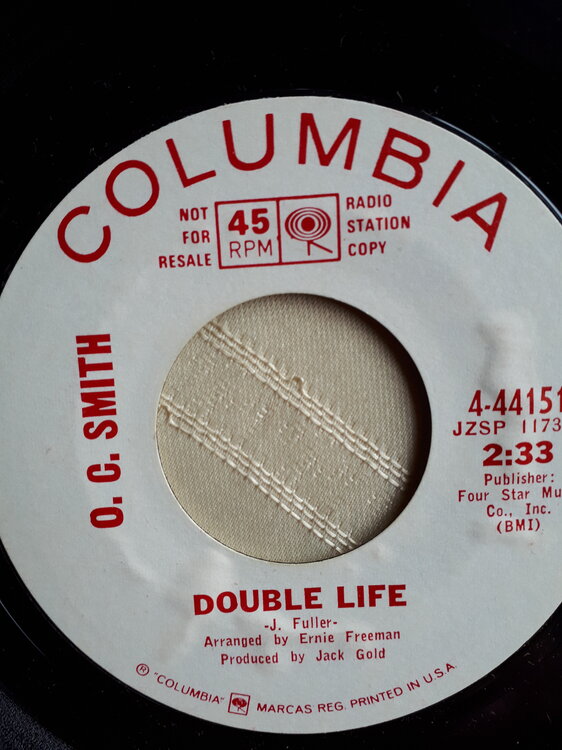 COLUMBIA
NOT
FOR
RESALE
45
RPM
RADIO
STATION
COPY
O. C. SMITH
4-44151
JZSP 1173
2:33
Publisher:
Four Star Mu
Co., Inc.
(BMI)
DOUBLE LIFE
-J. Fuller-
Arranged by Ernie Freeman
Produced by Jack Gold
® "COLUMBIA" MARCAS REG. PRINTED IN U.S.A.